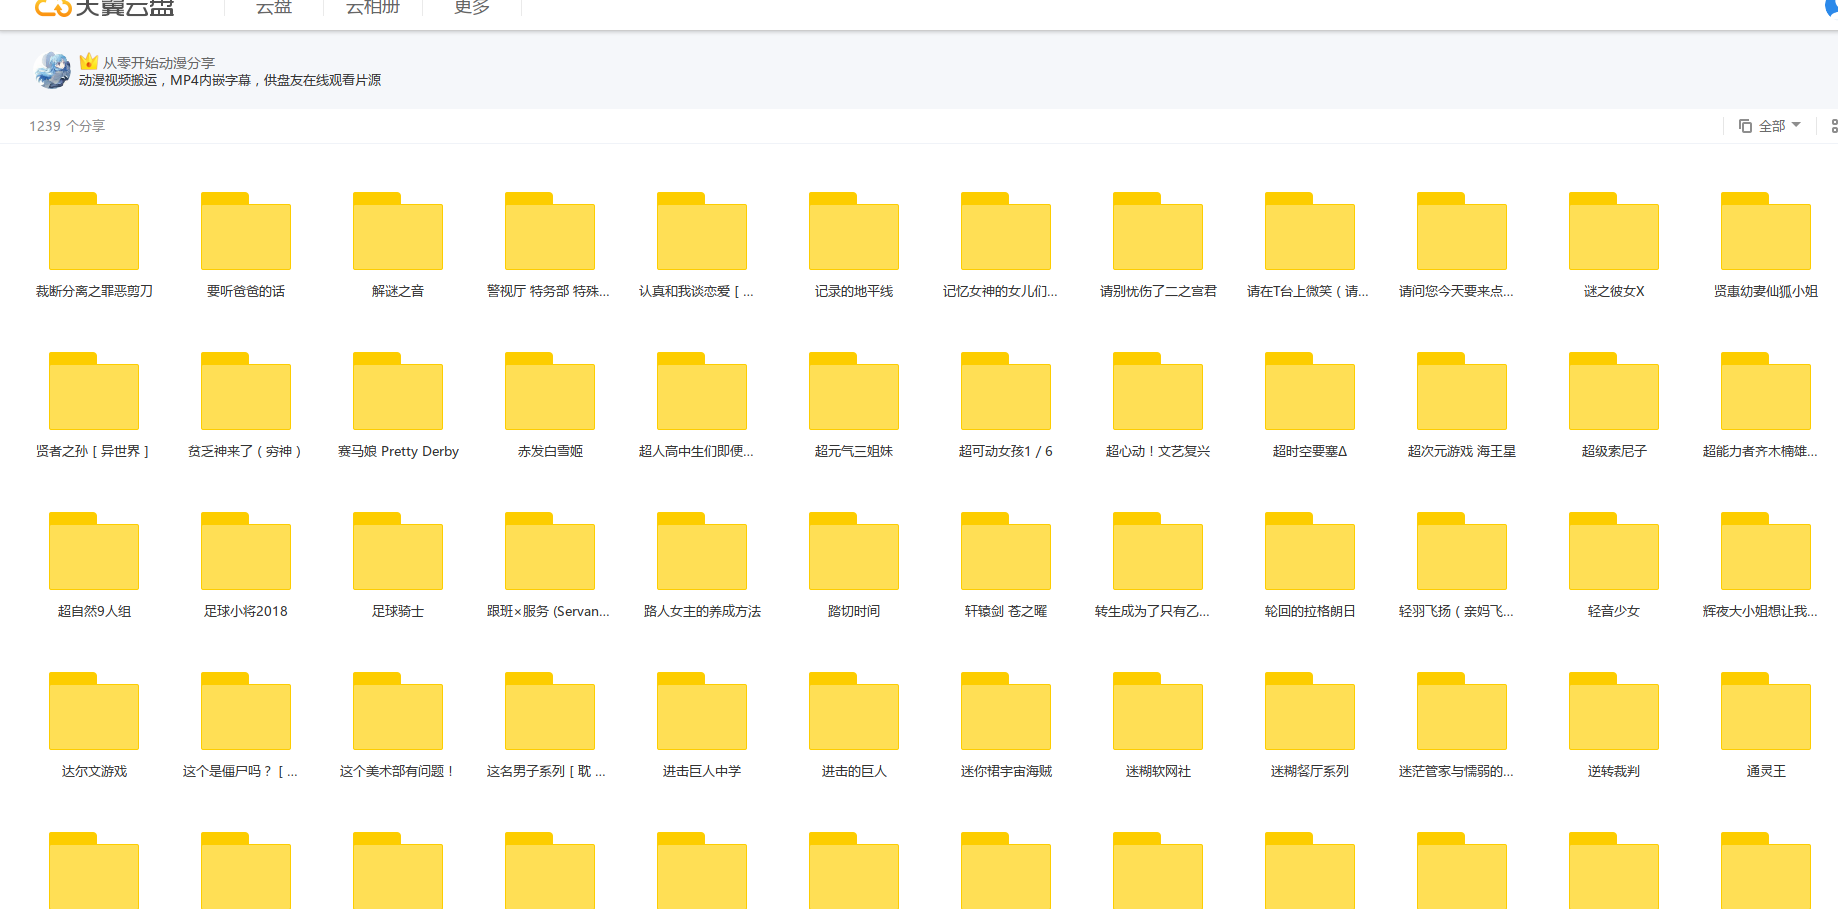 天翼云盘 云盘 云相册 更多
从零开始动漫分享
动漫视频搬运，MP4内嵌字幕，供盘友在线观看片源
1239 个分享 全部
裁断分离之罪恶剪刀 要听爸爸的话 解谜之音 警视厅 特务部 特殊... 认真和我谈恋爱 [ ... 记录的地平线 记忆女神的女儿们... 请别忧伤了二之宫君 请在T台上微笑（请... 请问您今天要来点... 谜之彼女X 贤惠幼妻仙狐小姐
贤者之孙 [ 异世界 ] 贫乏神来了（穷神） 赛马娘 Pretty Derby 赤发白雪姬 超人高中生们即便... 超元气三姐妹 超可动女孩1 / 6 超心动！文艺复兴 超时空要塞Δ 超次元游戏 海王星 超级索尼子 超能力者齐木楠雄...
超自然9人组 足球小将2018 足球骑士 跟班×服务 (Servan... 路人女主的养成方法 踏切时间 轩辕剑 苍之曜 转生成为了只有乙... 轮回的拉格朗日 轻羽飞扬（亲妈飞... 轻音少女 辉夜大小姐想让我...
达尔文游戏 这个是僵尸吗？ [ ... 这个美术部有问题！ 这名男子系列 [ 耽 ... 进击巨人中学 进击的巨人 迷你裙宇宙海贼 迷糊软网社 迷糊餐厅系列 迷茫管家与懦弱的... 逆转裁判 通灵王